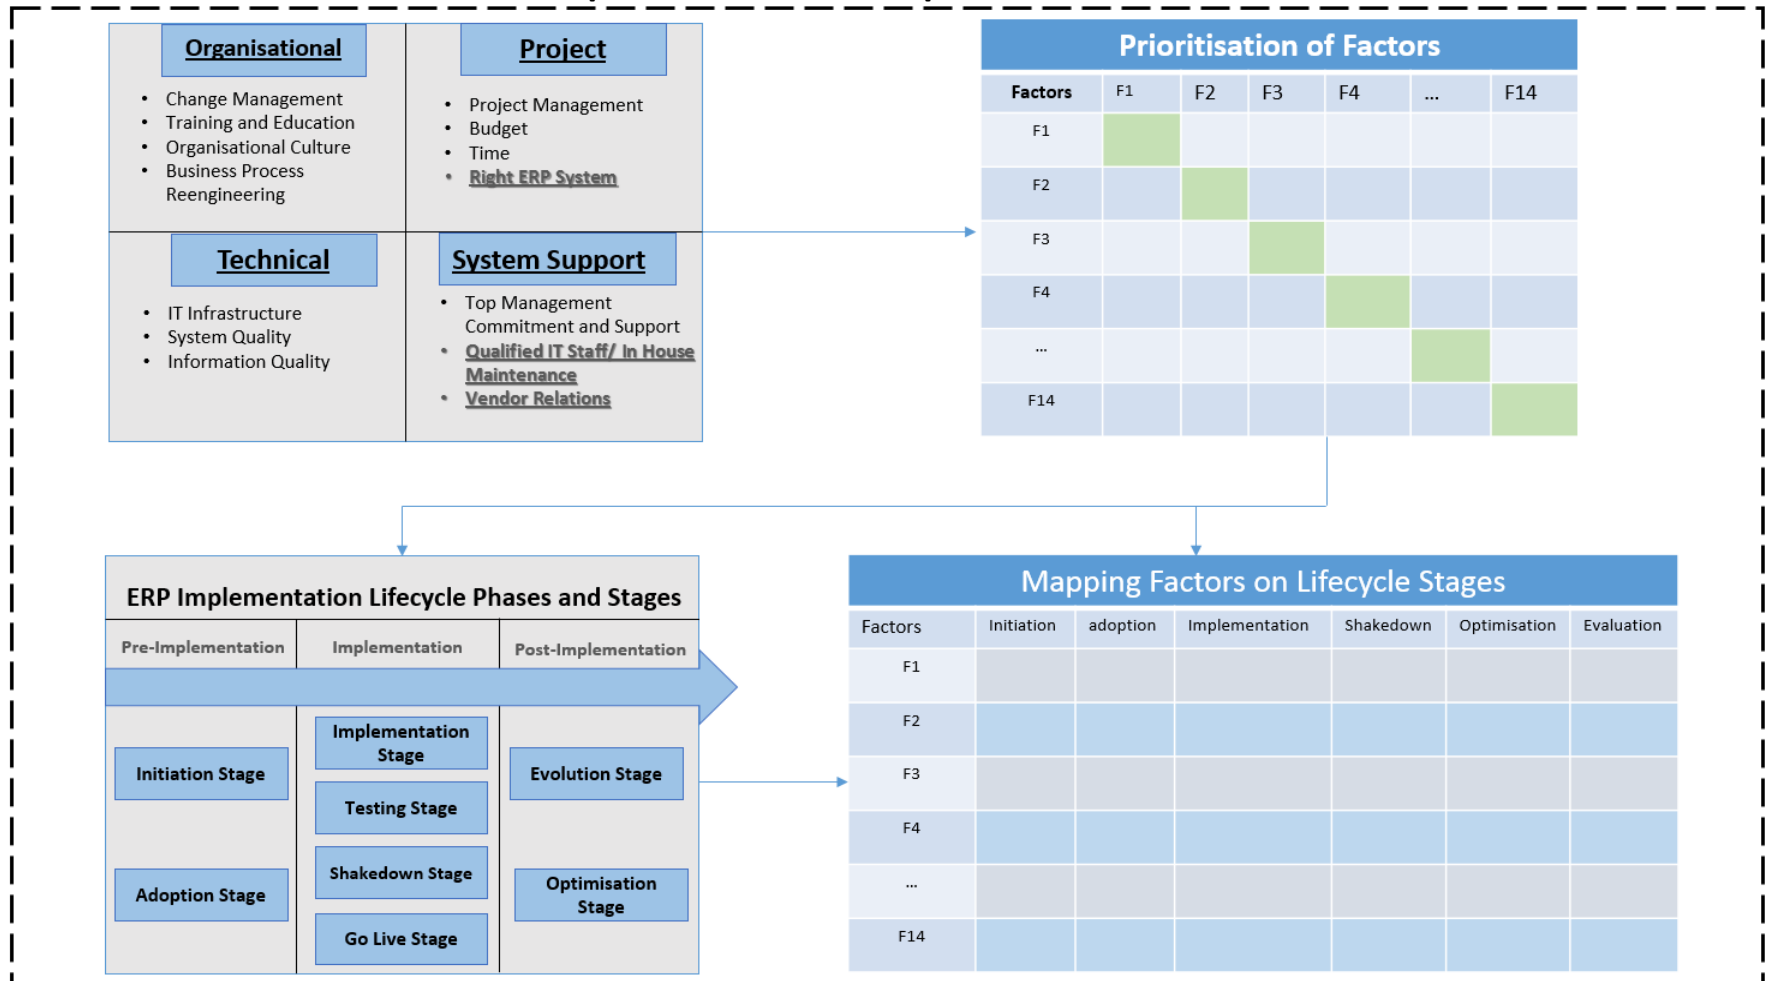 Organisational
• Change Management
• Training and Education
• Organisational Culture
• Business Process
Reengineering
Project
• Project Management
• Budget
• Time
• Right ERP System
Technical
• IT Infrastructure
• System Quality
• Information Quality
System Support
• Top Management
Commitment and Support
• Qualified IT Staff/ In House
Maintenance
• Vendor Relations
Prioritisation of Factors
Factors F1 F2 F3 F4 ... F14
F1
F2
F3
F4
...
F14
ERP Implementation Lifecycle Phases and Stages
Pre-Implementation Implementation Post-Implementation
Initiation Stage
Adoption Stage
Implementation
Stage
Testing Stage
Shakedown Stage
Go Live Stage
Evolution Stage
Optimisation
Stage
Mapping Factors on Lifecycle Stages
Factors Initiation adoption Implementation Shakedown Optimisation Evaluation
F1
F2
F3
F4
...
F14